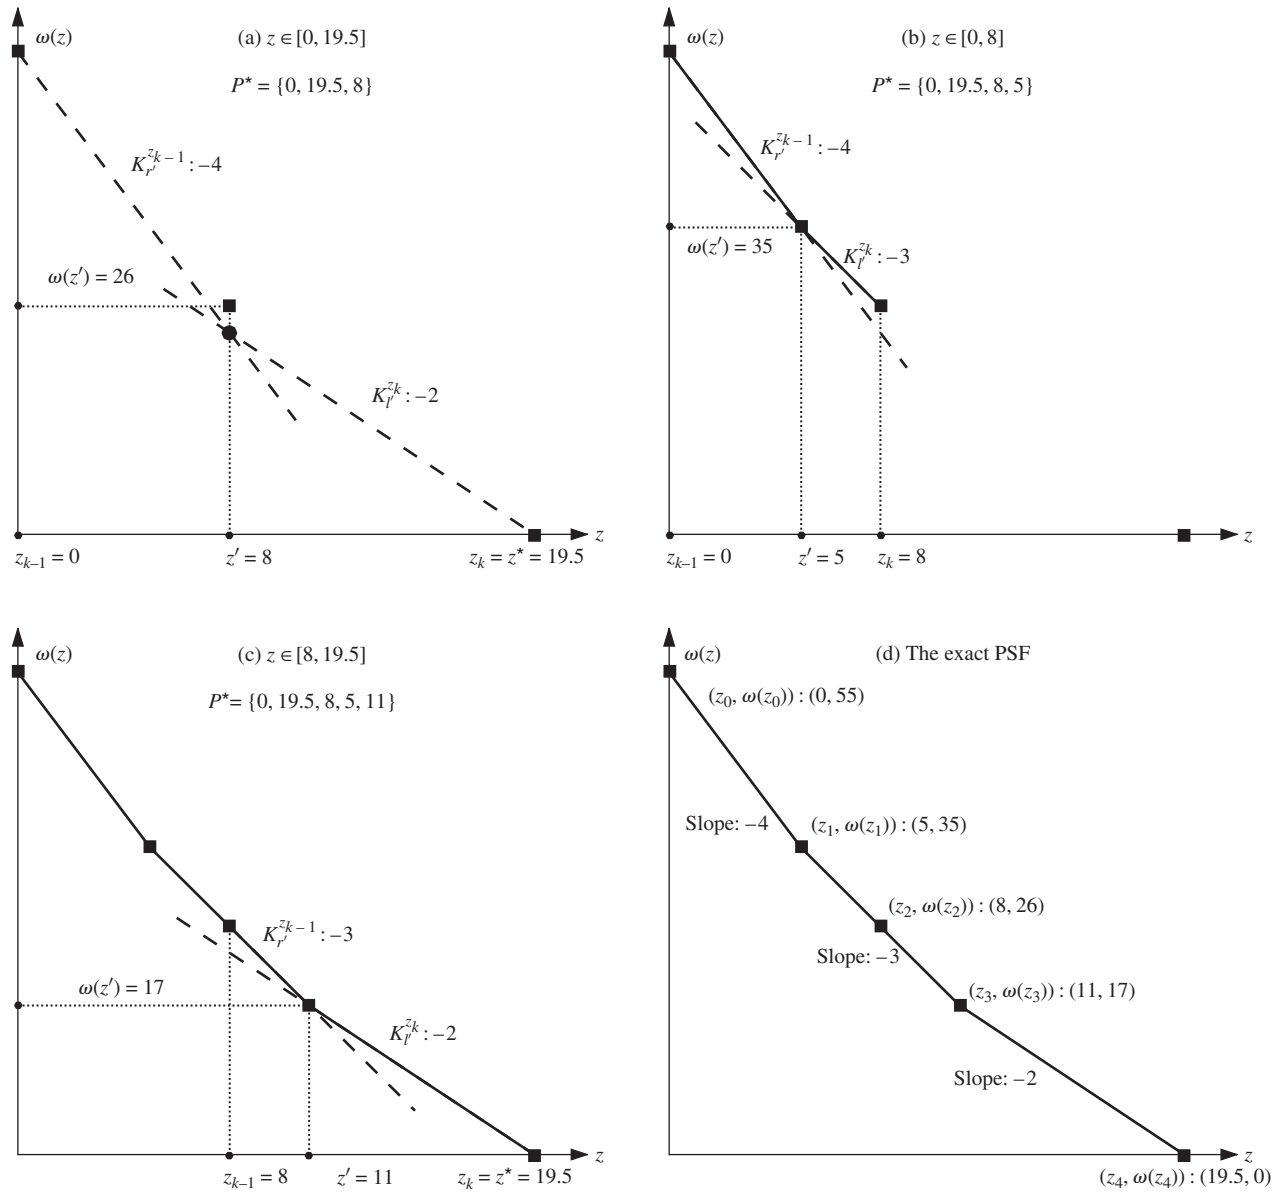 ω(z)
(a) z ∈ [0, 19.5]
P* = {0, 19.5, 8}
K_{r′}^{z_{k−1}} : −4
ω(z′) = 26
K_{l′}^{z_k} : −2
z
z_{k−1} = 0
z′ = 8
z_k = z* = 19.5
ω(z)
(b) z ∈ [0, 8]
P* = {0, 19.5, 8, 5}
K_{r′}^{z_{k−1}} : −4
ω(z′) = 35
K_{l′}^{z_k} : −3
z
z_{k−1} = 0
z′ = 5
z_k = 8
ω(z)
(c) z ∈ [8, 19.5]
P* = {0, 19.5, 8, 5, 11}
K_{r′}^{z_{k−1}} : −3
ω(z′) = 17
K_{l′}^{z_k} : −2
z
z_{k−1} = 8
z′ = 11
z_k = z* = 19.5
ω(z)
(d) The exact PSF
(z_0, ω(z_0)) : (0, 55)
Slope: −4
(z_1, ω(z_1)) : (5, 35)
(z_2, ω(z_2)) : (8, 26)
Slope: −3
(z_3, ω(z_3)) : (11, 17)
Slope: −2
z
(z_4, ω(z_4)) : (19.5, 0)